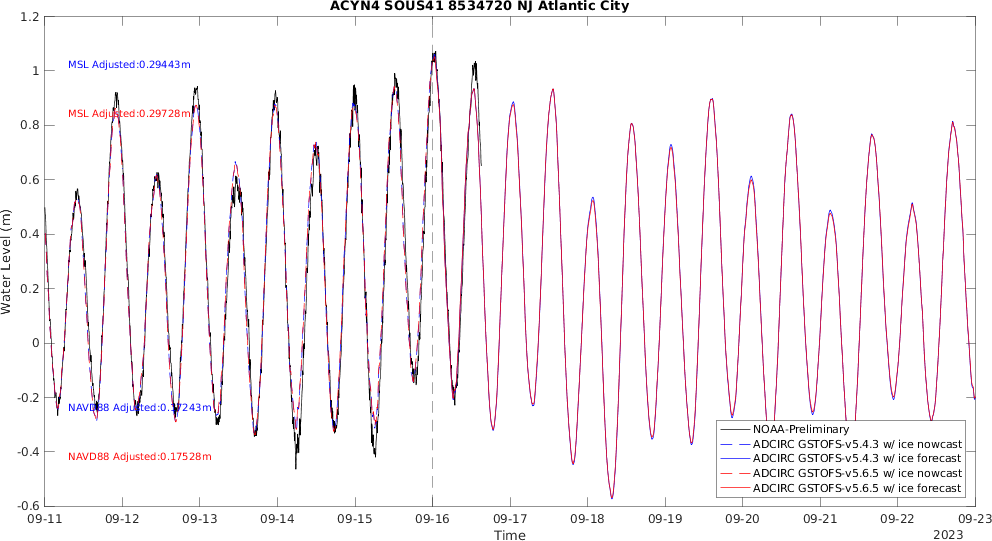 ACYN4 SOUS41 8534720 NJ Atlantic City
Water Level (m)
1.2
1
0.8
0.6
0.4
0.2
0
-0.2
-0.4
-0.6
MSL Adjusted:0.29443m
MSL Adjusted:0.29728m
NAVD88 Adjusted:0.17243m
NAVD88 Adjusted:0.17528m
NOAA-Preliminary
ADCIRC GSTOFS-v5.4.3 w/ ice nowcast
ADCIRC GSTOFS-v5.4.3 w/ ice forecast
ADCIRC GSTOFS-v5.6.5 w/ ice nowcast
ADCIRC GSTOFS-v5.6.5 w/ ice forecast
09-11 09-12 09-13 09-14 09-15 09-16 09-17 09-18 09-19 09-20 09-21 09-22 09-23
Time
2023